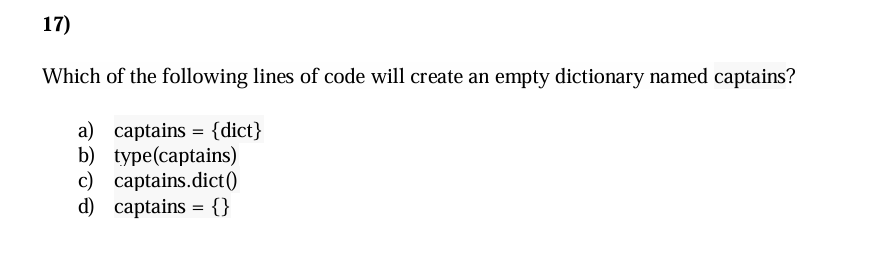 17)
Which of the following lines of code will create an empty dictionary named captains?
a) captains = {dict}
b) type(captains)
c) captains.dict()
d) captains = {}